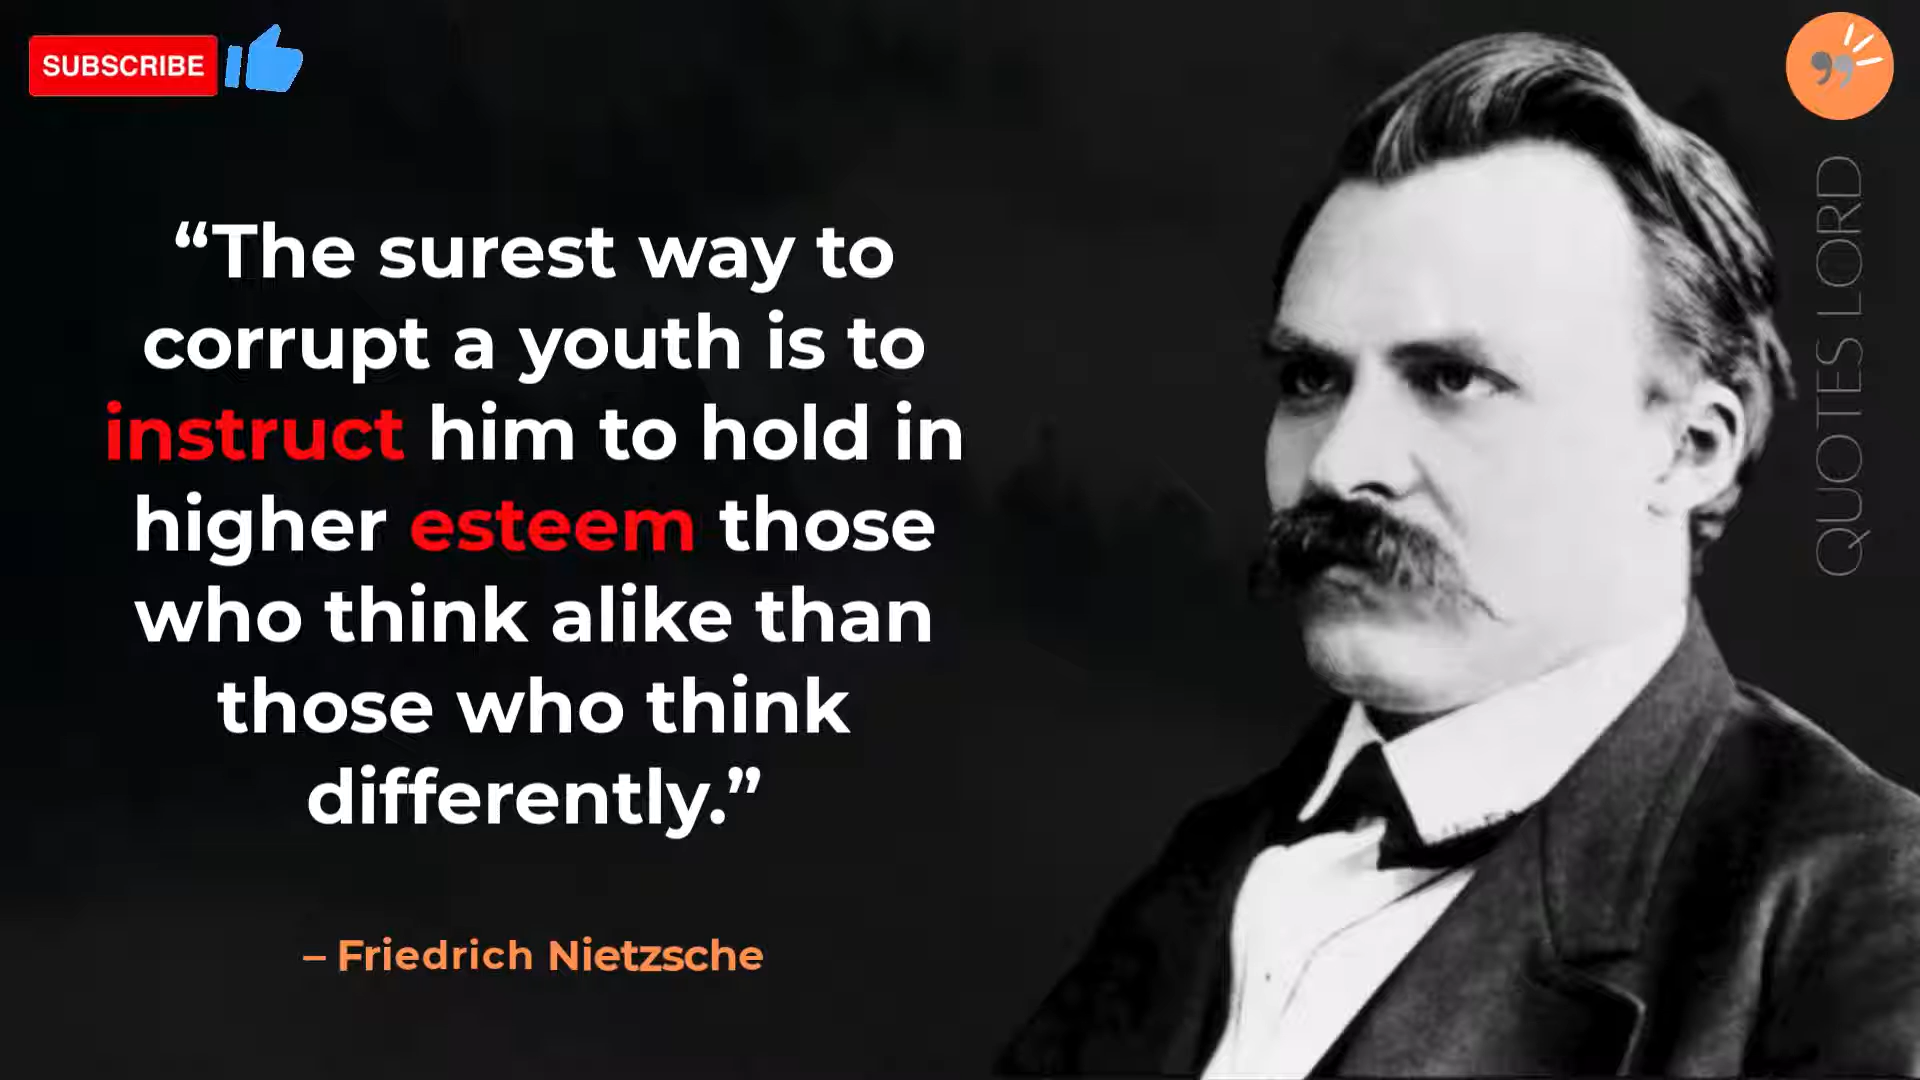 SUBSCRIBE
“The surest way to
corrupt a youth is to
instruct him to hold in
higher esteem those
who think alike than
those who think
differently.”
– Friedrich Nietzsche
QUOTES LORD